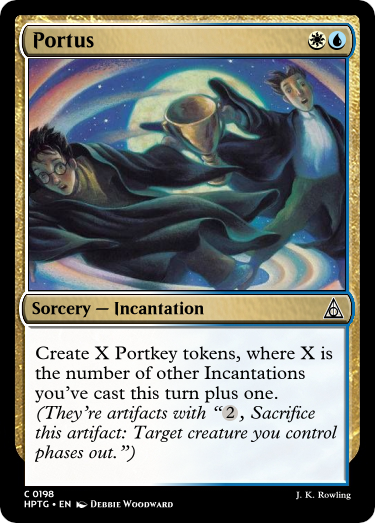 Portus
Sorcery — Incantation
Create X Portkey tokens, where X is
the number of other Incantations
you've cast this turn plus one.
(They're artifacts with “2, Sacrifice
this artifact: Target creature you control
phases out.”)
C 0198
HPTG • EN DEBBIE WOODWARD
J. K. Rowling